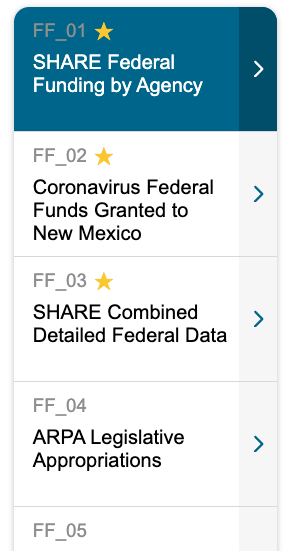 FF_01
SHARE Federal
Funding by Agency
FF_02
Coronavirus Federal
Funds Granted to
New Mexico
FF_03
SHARE Combined
Detailed Federal Data
FF_04
ARPA Legislative
Appropriations
FF_05